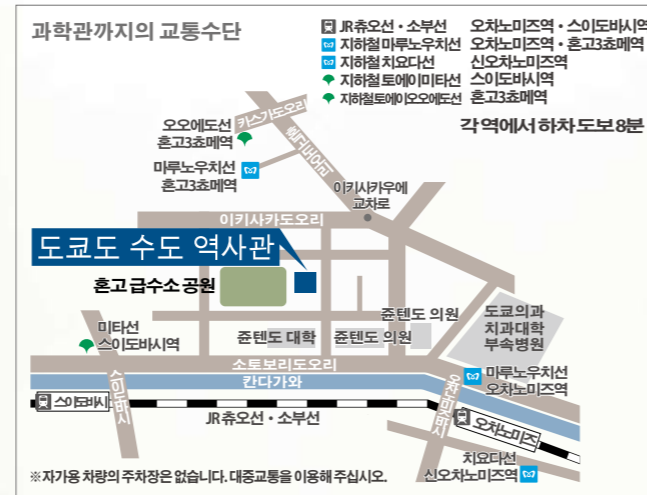 과학관까지의 교통수단
JR츄오선・소부선 오차노미즈역・스이도바시역
지하철 마루노우치선 오차노미즈역・혼고3쵸메역
지하철 치요다선 신오차노미즈역
지하철 토에이미타선 스이도바시역
지하철토에이오오에도선 혼고3쵸메역
각 역에서 하차 도보 8분
카스가도오리
오오에도선
혼고3쵸메역
혼고도오리
마루노우치선
혼고3쵸메역
이키사카우에
교차로
이키사카도오리
도쿄도 수도 역사관
혼고 급수소 공원
도쿄의과
치과대학
부속병원
미타선
스이도바시역
쥰텐도 대학
쥰텐도 의원
쥰텐도 의원
소토보리도오리
마루노우치선
오차노미즈역
칸다가와
스이도바시
스이도바시
JR츄오선・소부선
오차노미즈
치요다선
신오차노미즈역
※자가용 차량의 주차장은 없습니다. 대중교통을 이용해 주십시오.